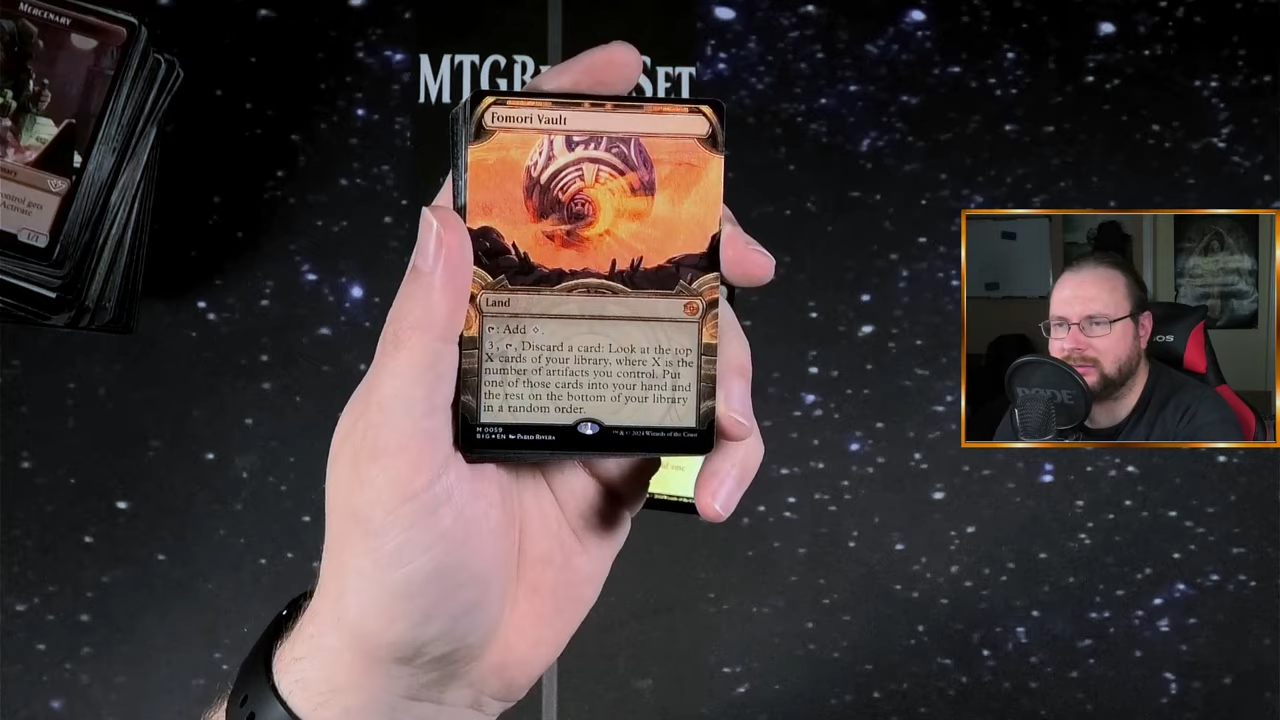 MERCENARY
MTGB
SET
Fomori Vault
Land
: Add
3, , Discard a card: Look at the top
X cards of your library, where X is the
number of artifacts you control. Put
one of those cards into your hand and
the rest on the bottom of your library
in a random order.
M 0059
BIG EN PABLO RIVERA
™ & © 2024 Wizards of the Coast
control gets
Activate
1/1
RODE